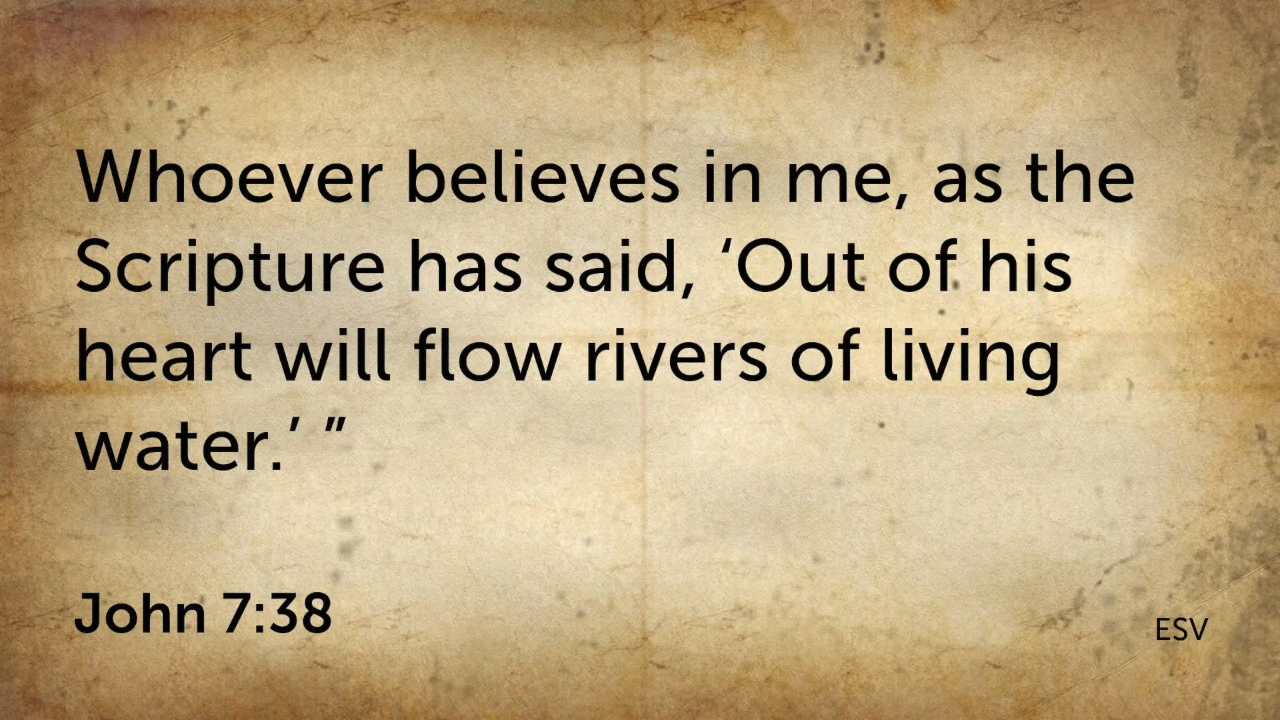 Whoever believes in me, as the
Scripture has said, ‘Out of his
heart will flow rivers of living
water.’ ”
John 7:38
ESV